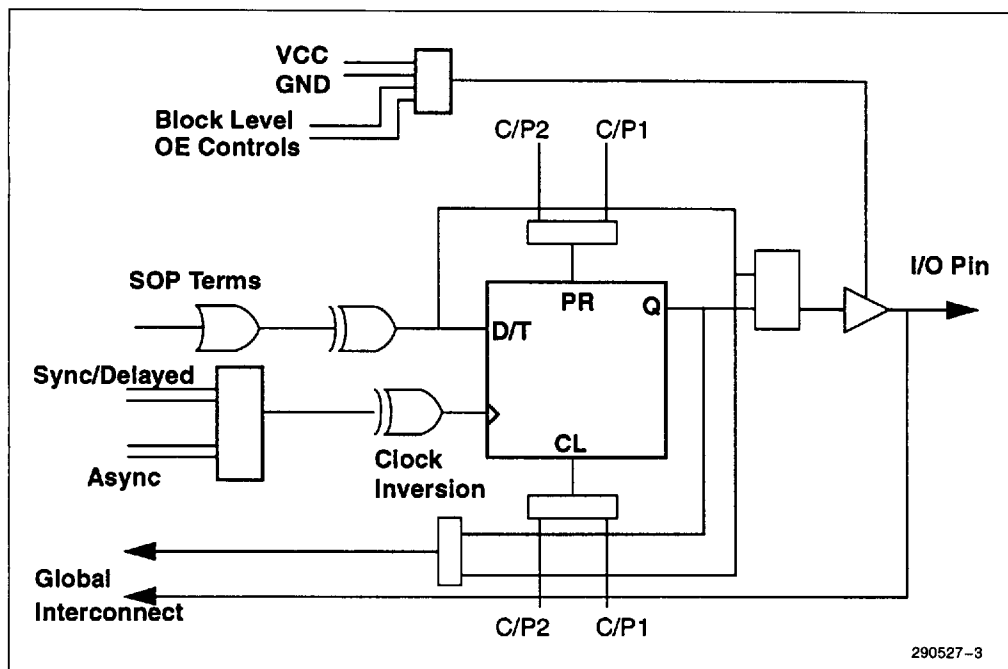 VCC
GND
Block Level
OE Controls
C/P2
C/P1
SOP Terms
PR
Q
D/T
I/O Pin
Sync/Delayed
CL
Async
Clock
Inversion
Global
Interconnect
C/P2
C/P1
290527-3